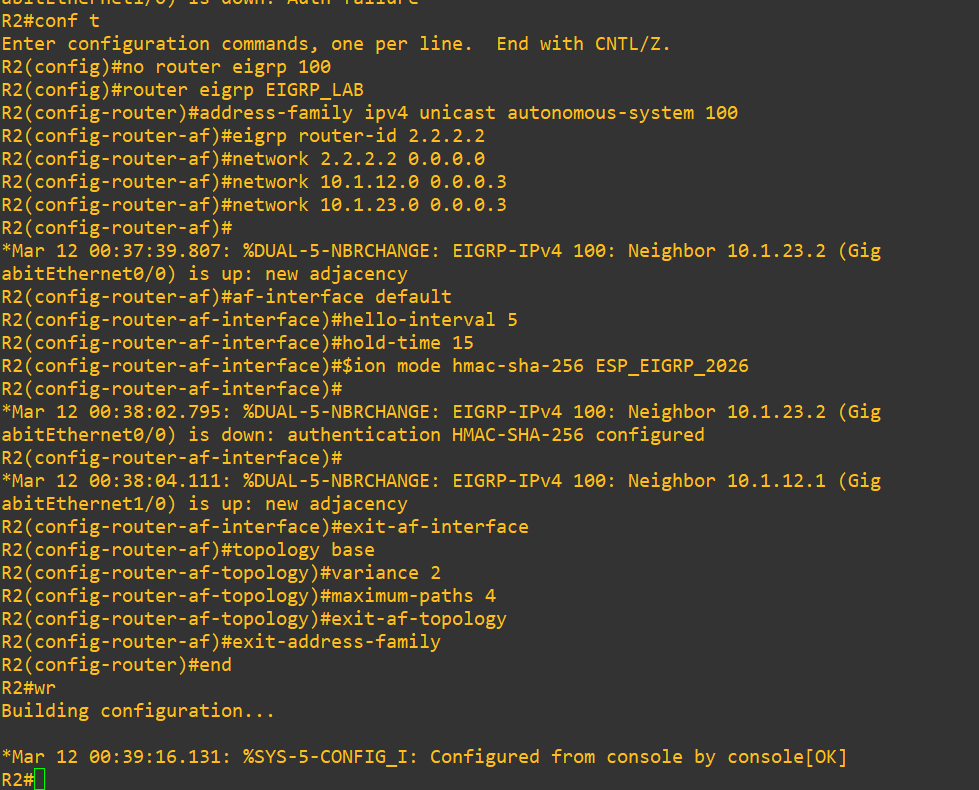 abitEthernet1/0) is down: Auth failure
R2#conf t
Enter configuration commands, one per line.  End with CNTL/Z.
R2(config)#no router eigrp 100
R2(config)#router eigrp EIGRP_LAB
R2(config-router)#address-family ipv4 unicast autonomous-system 100
R2(config-router-af)#eigrp router-id 2.2.2.2
R2(config-router-af)#network 2.2.2.2 0.0.0.0
R2(config-router-af)#network 10.1.12.0 0.0.0.3
R2(config-router-af)#network 10.1.23.0 0.0.0.3
R2(config-router-af)#
*Mar 12 00:37:39.807: %DUAL-5-NBRCHANGE: EIGRP-IPv4 100: Neighbor 10.1.23.2 (Gig
abitEthernet0/0) is up: new adjacency
R2(config-router-af)#af-interface default
R2(config-router-af-interface)#hello-interval 5
R2(config-router-af-interface)#hold-time 15
R2(config-router-af-interface)#$ion mode hmac-sha-256 ESP_EIGRP_2026
R2(config-router-af-interface)#
*Mar 12 00:38:02.795: %DUAL-5-NBRCHANGE: EIGRP-IPv4 100: Neighbor 10.1.23.2 (Gig
abitEthernet0/0) is down: authentication HMAC-SHA-256 configured
R2(config-router-af-interface)#
*Mar 12 00:38:04.111: %DUAL-5-NBRCHANGE: EIGRP-IPv4 100: Neighbor 10.1.12.1 (Gig
abitEthernet1/0) is up: new adjacency
R2(config-router-af-interface)#exit-af-interface
R2(config-router-af)#topology base
R2(config-router-af-topology)#variance 2
R2(config-router-af-topology)#maximum-paths 4
R2(config-router-af-topology)#exit-af-topology
R2(config-router-af)#exit-address-family
R2(config-router)#end
R2#wr
Building configuration...
*Mar 12 00:39:16.131: %SYS-5-CONFIG_I: Configured from console by console[OK]
R2#